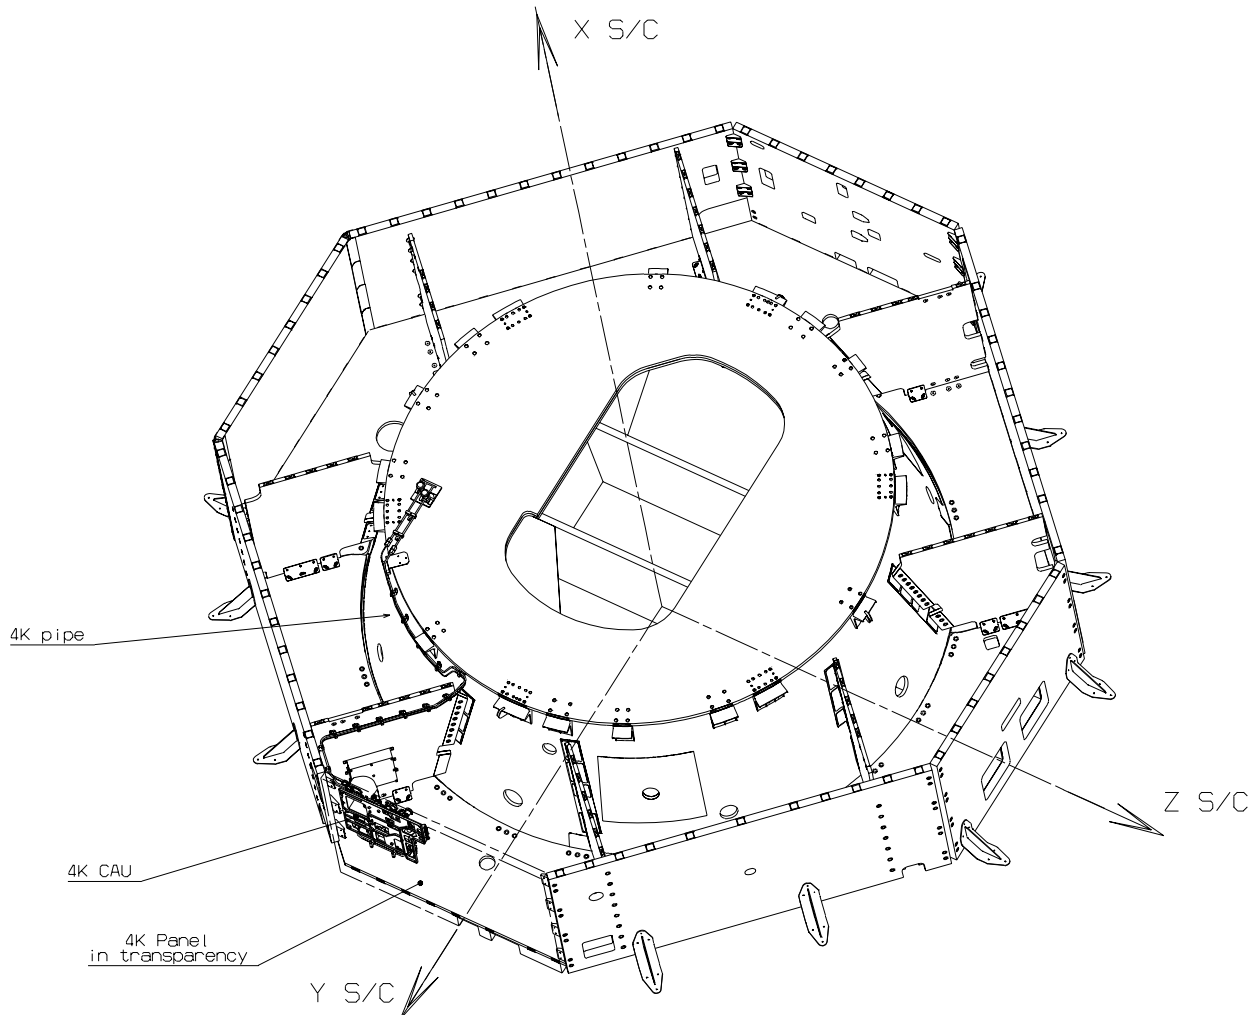 X S/C
4K pipe
Z S/C
4K CAU
4K Panel
in transparency
Y S/C